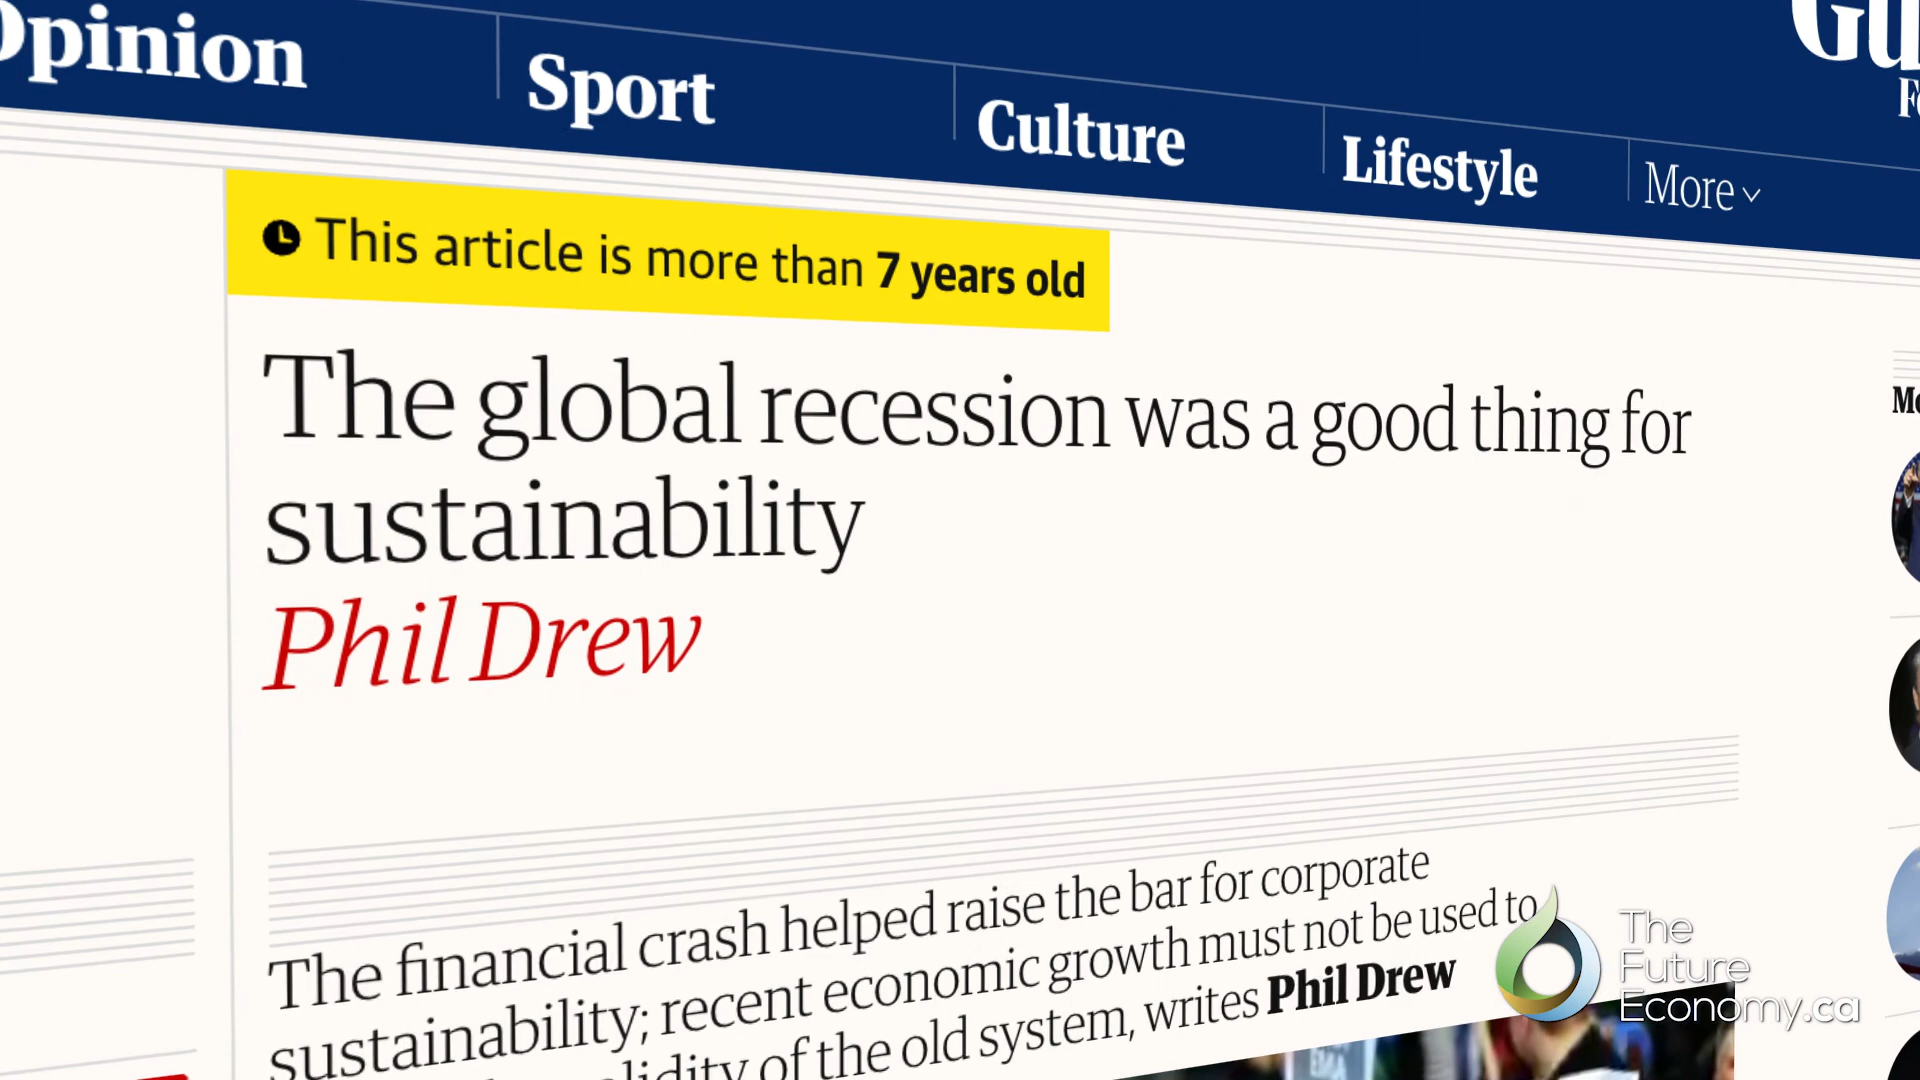 Opinion
Sport
Culture
Lifestyle
More
This article is more than 7 years old
The global recession was a good thing for
sustainability
Phil Drew
The financial crash helped raise the bar for corporate
sustainability; recent economic growth must not be used to
of the old system, writes Phil Drew
The
Future
Economy.ca